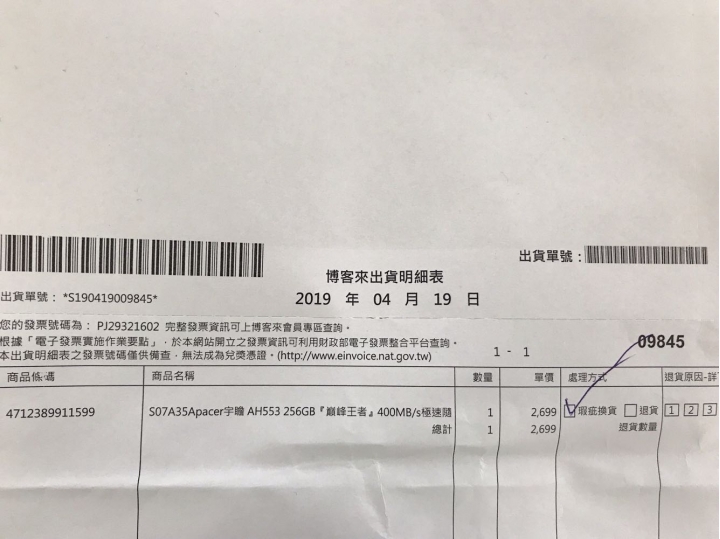 出貨單號：
博客來出貨明細表
出貨單號： *S190419009845*
2019 年 04 月 19 日
您的發票號碼為： PJ29321602 完整發票資訊可上博客來會員專區查詢。
根據「電子發票實施作業要點」，於本網站開立之發票資訊可利用財政部電子發票整合平台查詢。
本出貨明細表之發票號碼僅供備查，無法成為兌獎憑證。(http://www.einvoice.nat.gov.tw)
1 - 1
09845
商品條碼 商品名稱 數量 單價 處理方式 退貨原因-詳下
4712389911599 S07A35Apacer宇瞻 AH553 256GB『巔峰王者』400MB/s極速隨 1 2,699 瑕疵換貨 退貨 1 2 3
總計 1 2,699 退貨數量